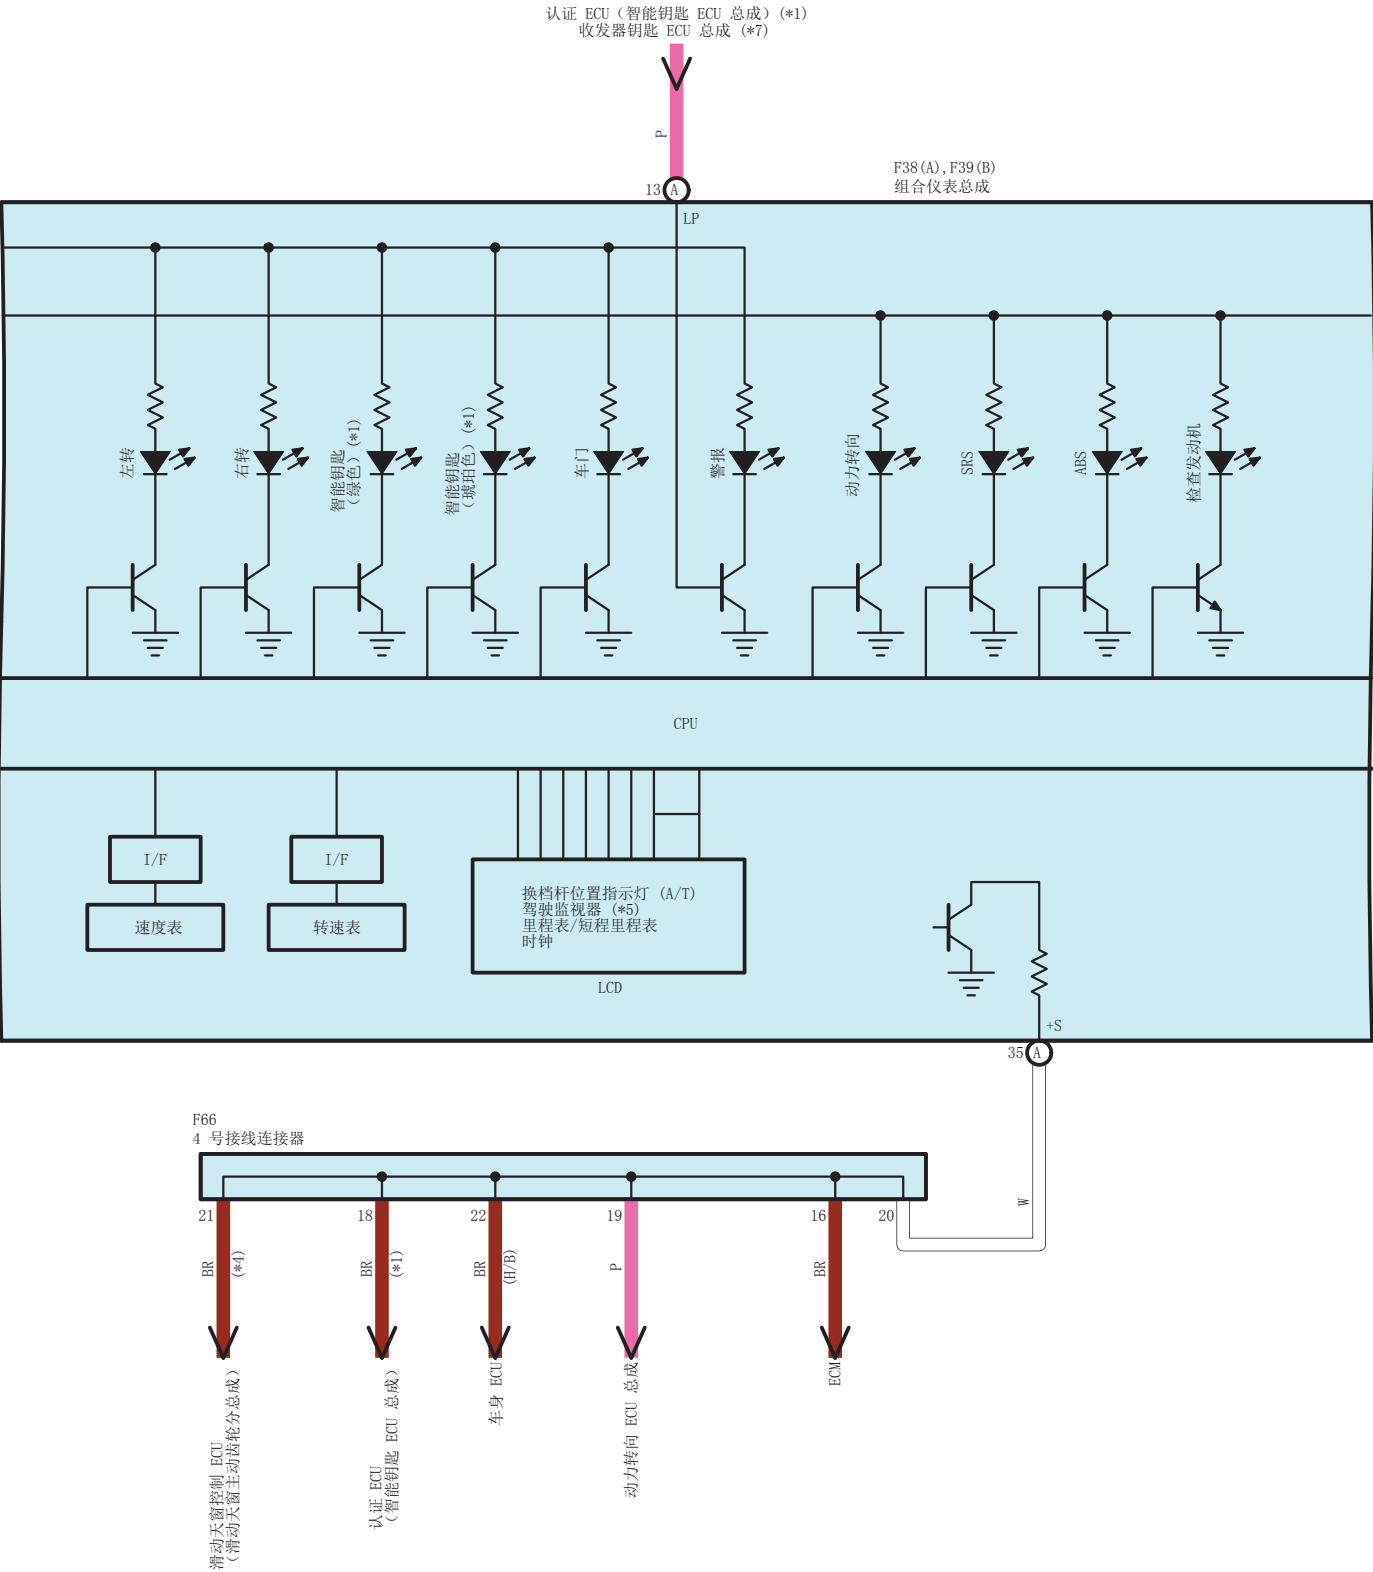 认证 ECU（智能钥匙 ECU 总成）(*1)
收发器钥匙 ECU 总成 (*7)
P
F38(A),F39(B)
组合仪表总成
13 A
LP
左转
右转
智能钥匙
（绿色）(*1)
智能钥匙
（琥珀色）(*1)
车门
警报
动力转向
SRS
ABS
检查发动机
CPU
I/F
I/F
速度表
转速表
换档杆位置指示灯 (A/T)
驾驶监视器 (*5)
里程表/短程里程表
时钟
LCD
+S
35 A
F66
4 号接线连接器
21
18
22
19
16
20
W
BR
(*4)
BR
(*1)
BR
(H/B)
P
BR
滑动天窗控制 ECU
（滑动天窗主动齿轮分总成）
认证 ECU
（智能钥匙 ECU 总成）
车身 ECU
动力转向 ECU 总成
ECM